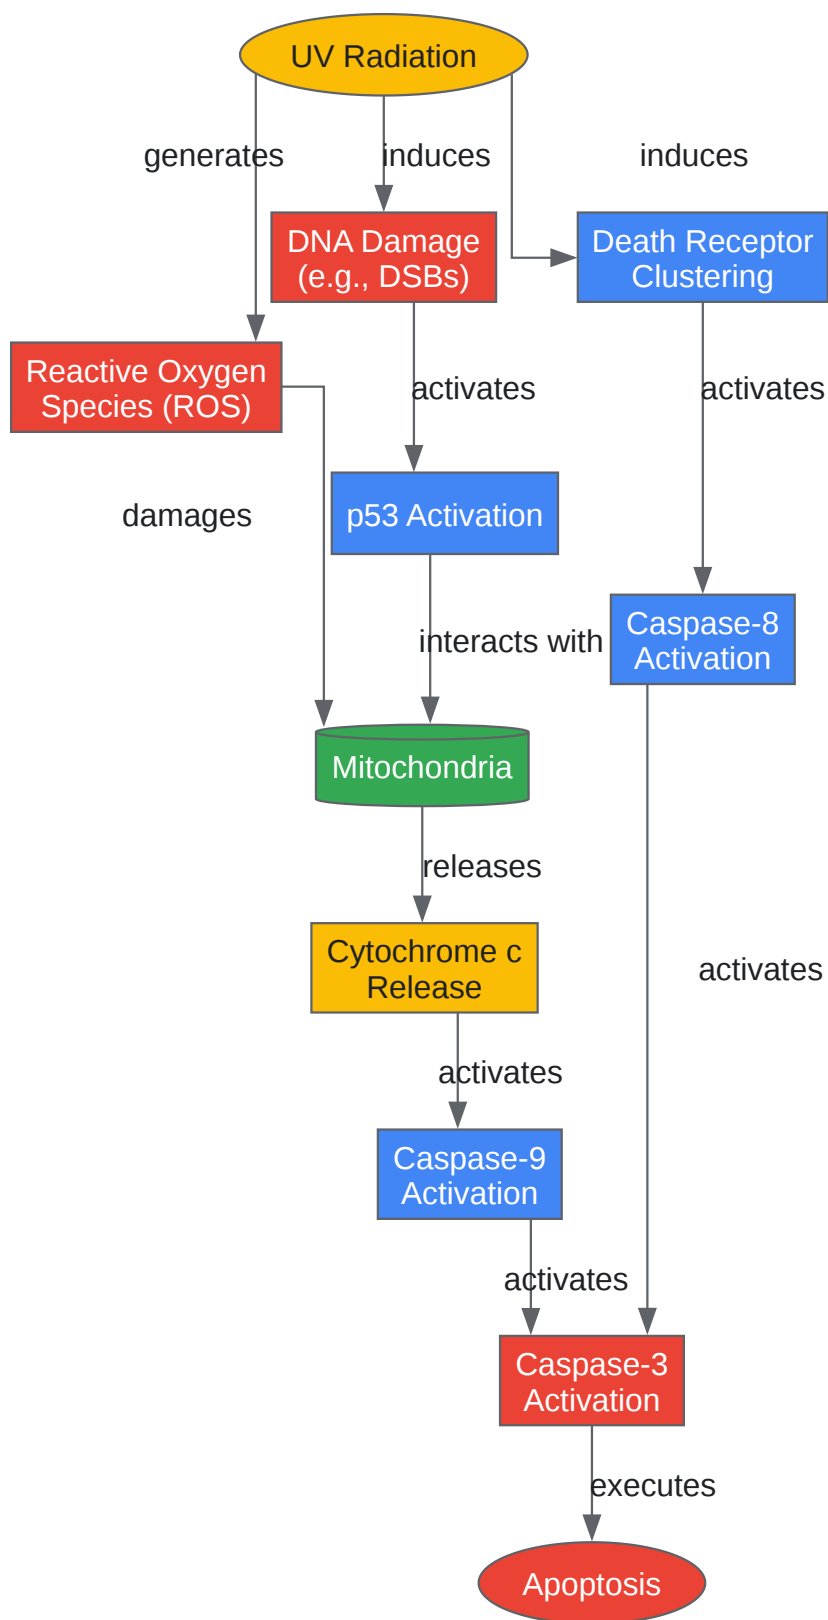 UV Radiation
generates
induces
induces
DNA Damage
(e.g., DSBs)
Death Receptor
Clustering
Reactive Oxygen
Species (ROS)
activates
activates
damages
p53 Activation
Caspase-8
Activation
interacts with
Mitochondria
releases
Cytochrome c
Release
activates
activates
Caspase-9
Activation
activates
Caspase-3
Activation
executes
Apoptosis